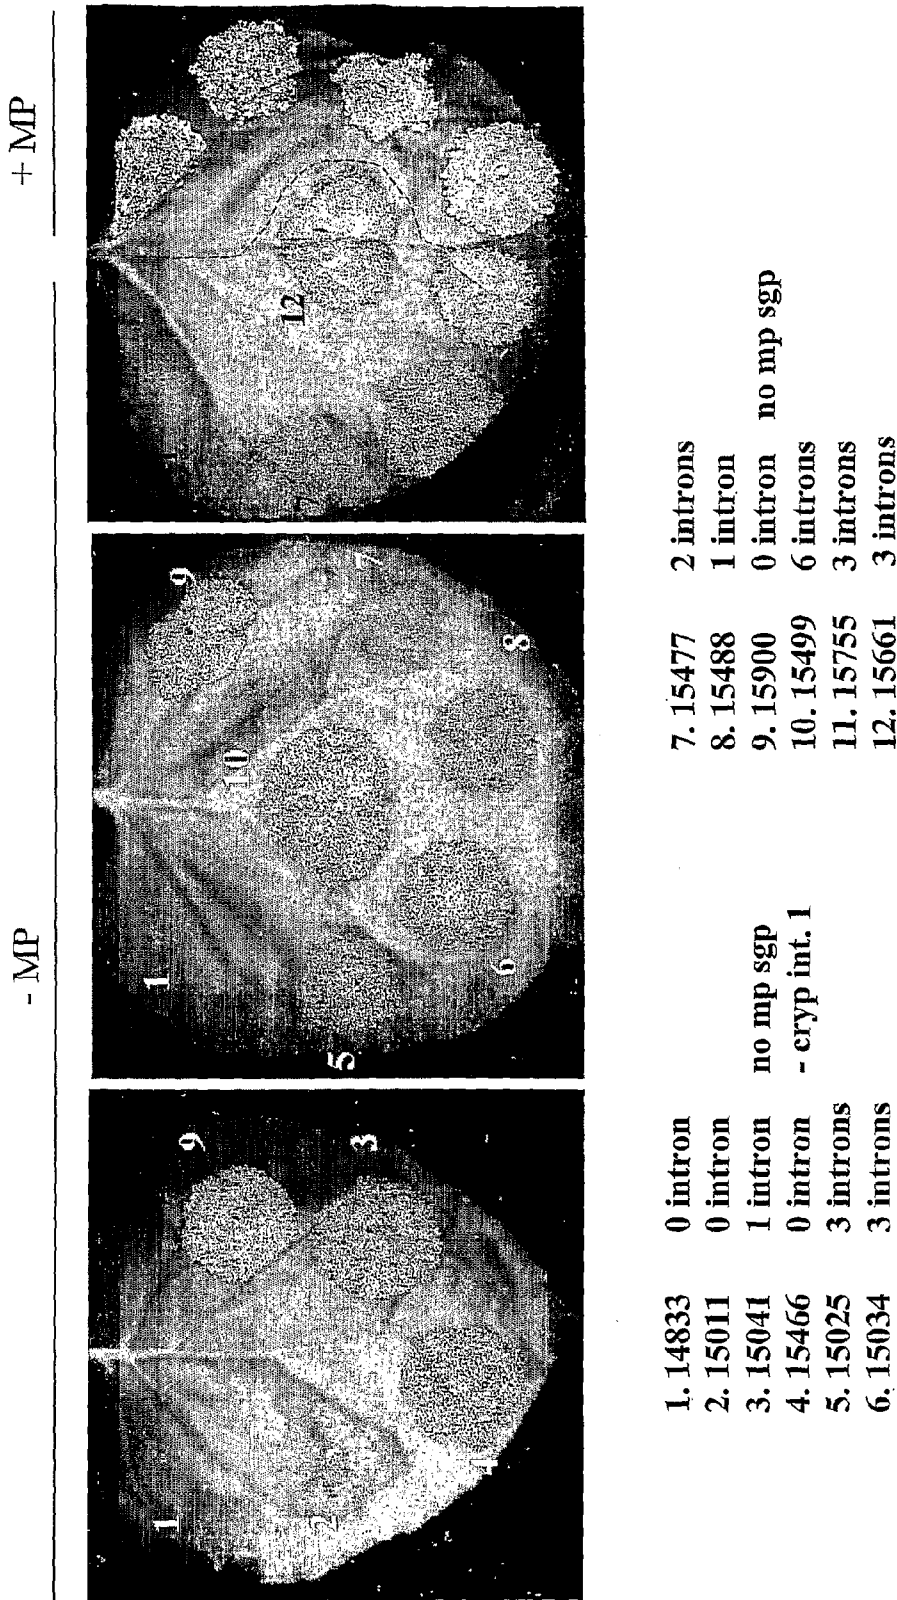 - MP
+ MP
1
2
4
3
9
1
5
6
10
8
7
9
7
12
1. 14833 0 intron
2. 15011 0 intron
3. 15041 1 intron no mp sgp
4. 15466 0 intron - cryp int. 1
5. 15025 3 introns
6. 15034 3 introns
7. 15477 2 introns
8. 15488 1 intron
9. 15900 0 intron no mp sgp
10. 15499 6 introns
11. 15755 3 introns
12. 15661 3 introns